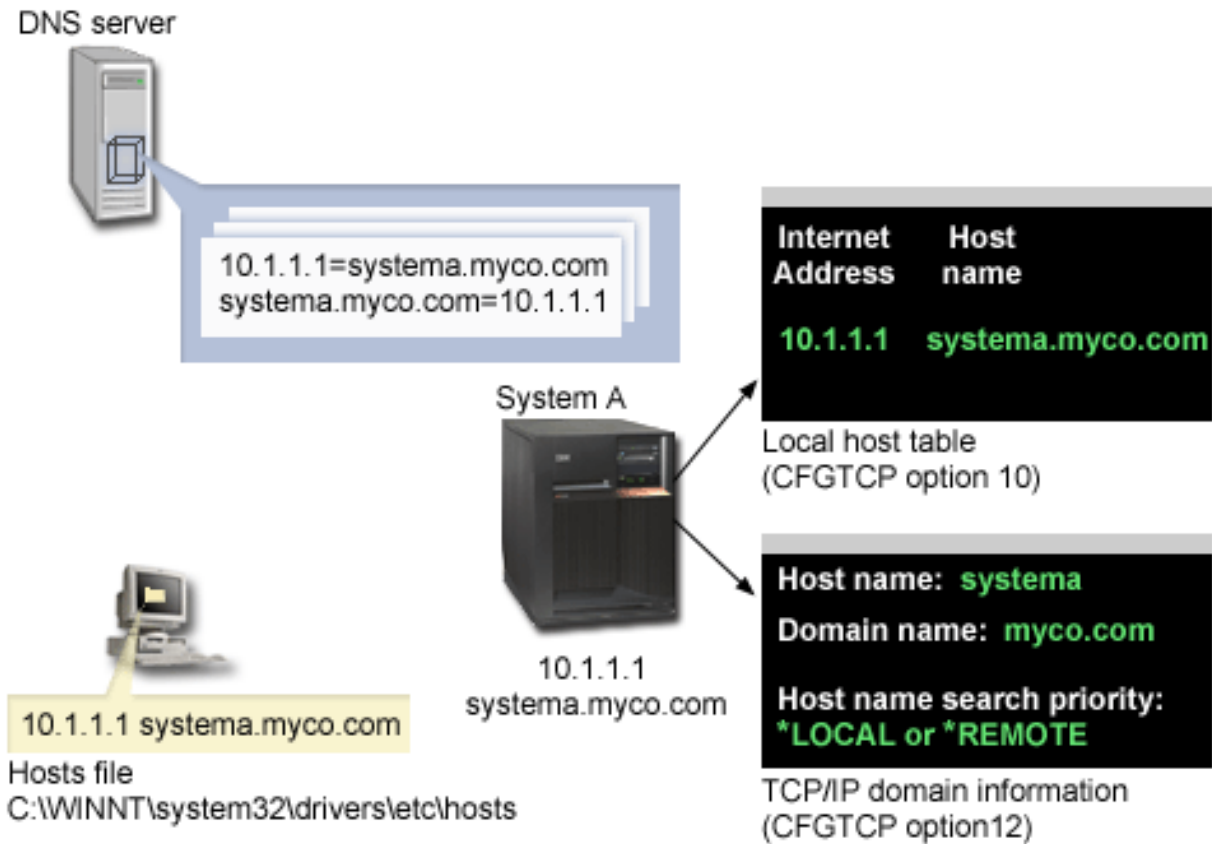 DNS server
10.1.1.1=systema.myco.com
systema.myco.com=10.1.1.1
Internet Host
Address name
10.1.1.1 systema.myco.com
Local host table
(CFGTCP option 10)
System A
IBM
10.1.1.1
systema.myco.com
Host name: systema
Domain name: myco.com
Host name search priority:
*LOCAL or *REMOTE
TCP/IP domain information
(CFGTCP option12)
10.1.1.1 systema.myco.com
Hosts file
C:\WINNT\system32\drivers\etc\hosts